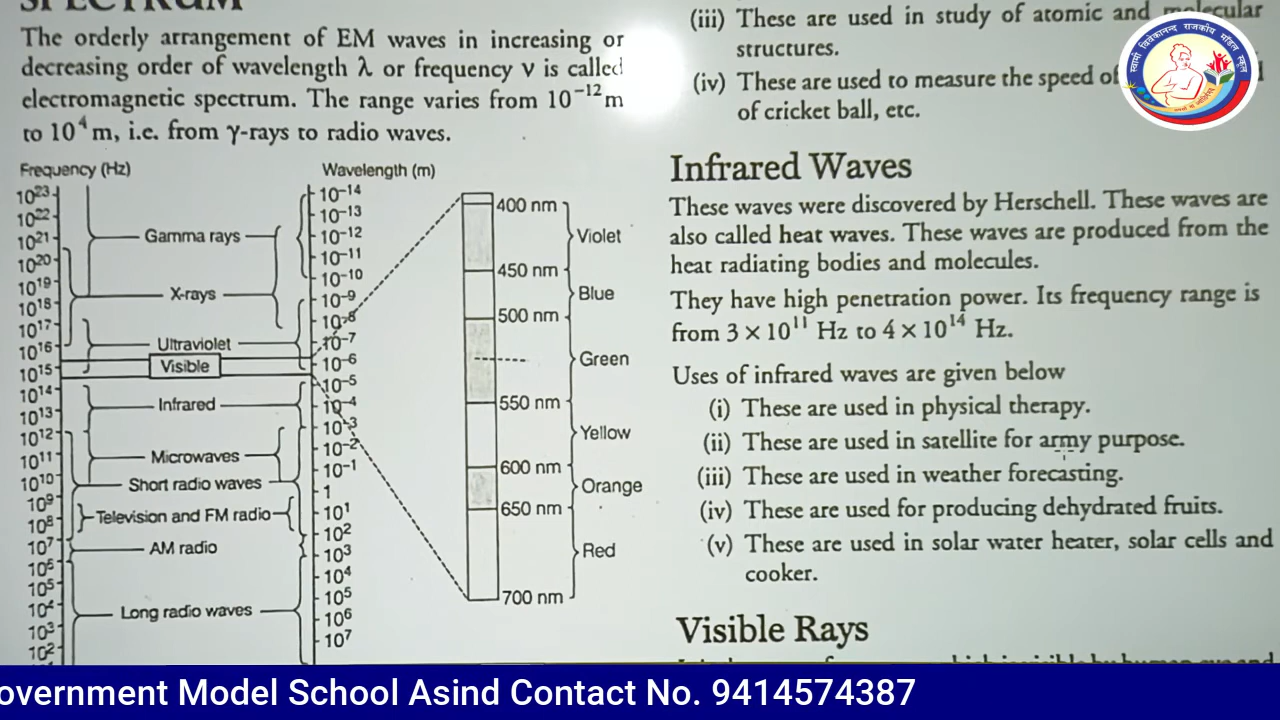 SPECTRUM
The orderly arrangement of EM waves in increasing or
decreasing order of wavelength λ or frequency ν is called
electromagnetic spectrum. The range varies from 10⁻¹² m
to 10⁴ m, i.e. from γ-rays to radio waves.
Frequency (Hz)
10²³
10²²
10²¹
10²⁰
10¹⁹
10¹⁸
10¹⁷
10¹⁶
10¹⁵
10¹⁴
10¹³
10¹²
10¹¹
10¹⁰
10⁹
10⁸
10⁷
10⁶
10⁵
10⁴
10³
10²
Gamma rays
X-rays
Ultraviolet
Visible
Infrared
Microwaves
Short radio waves
Television and FM radio
AM radio
Long radio waves
Wavelength (m)
10⁻¹⁴
10⁻¹³
10⁻¹²
10⁻¹¹
10⁻¹⁰
10⁻⁹
10⁻⁸
10⁻⁷
10⁻⁶
10⁻⁵
10⁻⁴
10⁻³
10⁻²
10⁻¹
1
10¹
10²
10³
10⁴
10⁵
10⁶
10⁷
400 nm
450 nm
500 nm
550 nm
600 nm
650 nm
700 nm
Violet
Blue
Green
Yellow
Orange
Red
(iii) These are used in study of atomic and molecular
structures.
(iv) These are used to measure the speed of
of cricket ball, etc.
Infrared Waves
These waves were discovered by Herschell. These waves are
also called heat waves. These waves are produced from the
heat radiating bodies and molecules.
They have high penetration power. Its frequency range is
from 3 × 10¹¹ Hz to 4 × 10¹⁴ Hz.
Uses of infrared waves are given below
(i) These are used in physical therapy.
(ii) These are used in satellite for army purpose.
(iii) These are used in weather forecasting.
(iv) These are used for producing dehydrated fruits.
(v) These are used in solar water heater, solar cells and
cooker.
Visible Rays
स्वामी विवेकानन्द राजकीय मॉडल स्कूल
overnment Model School Asind Contact No. 9414574387